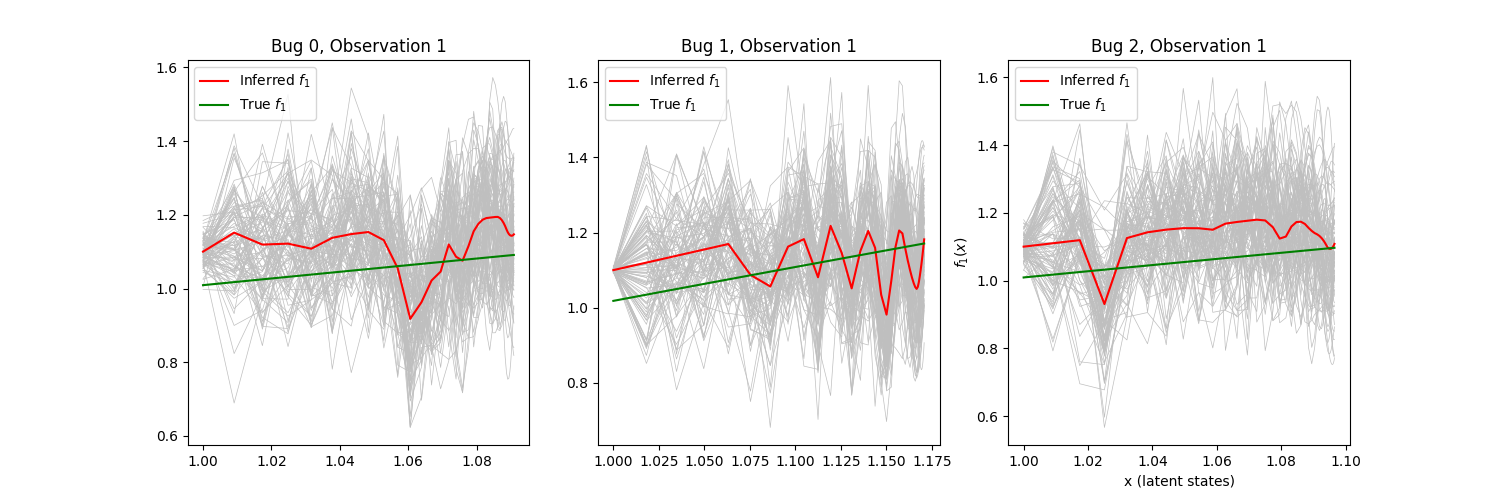 Bug 0, Observation 1
Inferred f₁
True f₁
1.6
1.4
1.2
1.0
0.8
0.6
1.00 1.02 1.04 1.06 1.08
Bug 1, Observation 1
Inferred f₁
True f₁
1.6
1.4
1.2
1.0
0.8
1.000 1.025 1.050 1.075 1.100 1.125 1.150 1.175
Bug 2, Observation 1
Inferred f₁
True f₁
f₁(x)
1.6
1.4
1.2
1.0
0.8
0.6
1.00 1.02 1.04 1.06 1.08 1.10
x (latent states)